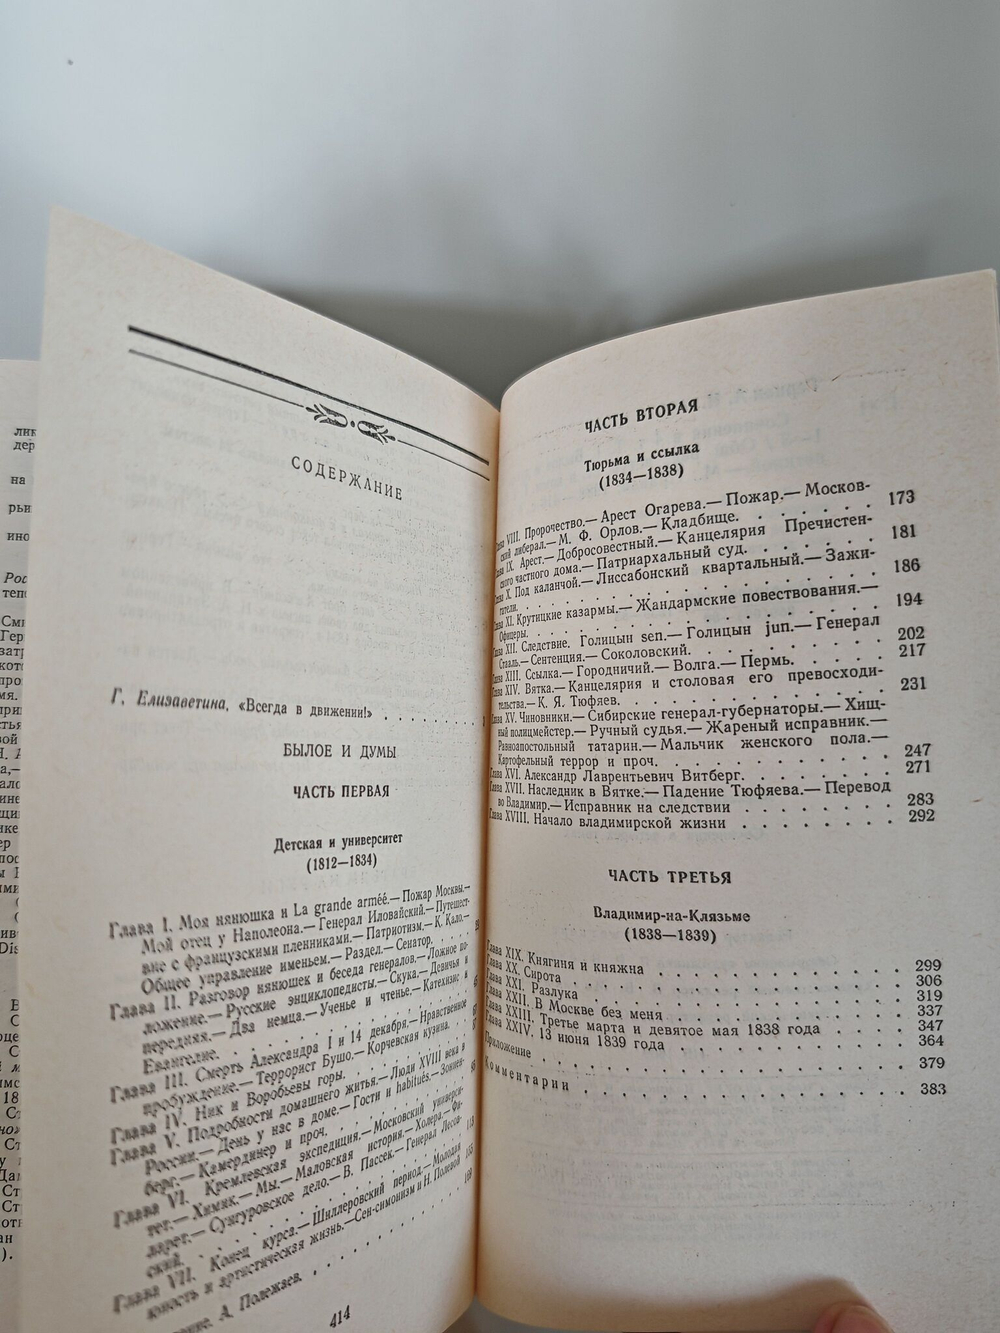 СОДЕРЖАНИЕ
Г. Елизаветина. «Всегда в движении!»
БЫЛОЕ И ДУМЫ
ЧАСТЬ ПЕРВАЯ
Детская и университет
(1812—1834)
Глава I. Моя нянюшка и La grande armée.— Пожар Москвы.—
Мой отец у Наполеона.— Генерал Иловайский.— Путешест-
вие с французскими пленниками.— Патриотизм.— К. Кало.—
Общее управление именьем.— Раздел.— Сенатор.
Глава II. Разговор нянюшек и беседа генералов.— Ложное по-
ложение.— Русские энциклопедисты.— Скука.— Девичья и
передняя.— Два немца.— Ученье и чтенье.— Катехизис и
Евангелие.
Глава III. Смерть Александра I и 14 декабря.— Нравственное
пробуждение.— Террорист Бушо.— Корчевская кузина.
Глава IV. Ник и Воробьевы горы.
Глава V. Подробности домашнего житья.— Люди XVIII века в
России.— День у нас в доме.— Гости и habitués.— Зонненберг.— Камердинер и проч.
Глава VI. Кремлевская экспедиция.— Московский универси-
тет.— Химик.— Мы.— Маловская история.— Холера.— Фи-
ларет.— Сунгуровское дело.— В. Пассек.— Генерал Лесов-
ский. 113
Глава VII. Конец курса.— Шиллеровский период.— Молодая
юность и артистическая жизнь.— Сен-симонизм и Н. Полевой 155
А. Полежаев. 169
414
ЧАСТЬ ВТОРАЯ
Тюрьма и ссылка
(1834—1838)
Глава VIII. Пророчество.— Арест Огарева.— Пожар.— Москов-
ский либерал.— М. Ф. Орлов.— Кладбище. 173
Глава IX. Арест.— Добросовестный.— Канцелярия Пречистен-
ского частного дома.— Патриархальный суд. 181
Глава X. Под каланчой.— Лиссабонский квартальный.— Зажи-
гатели. 186
Глава XI. Крутицкие казармы.— Жандармские повествования.—
Офицеры. 194
Глава XII. Следствие. Голицын sen.— Голицын jun.— Генерал
Стааль.— Сентенция.— Соколовский. 202
Глава XIII. Ссылка.— Городничий.— Волга.— Пермь. 217
Глава XIV. Вятка.— Канцелярия и столовая его превосходи-
тельства.— К. Я. Тюфяев. 231
Глава XV. Чиновники.— Сибирские генерал-губернаторы.— Хищ-
ный полицмейстер.— Ручный судья.— Жареный исправник.—
Равноапостольный татарин.— Мальчик женского пола.—
Картофельный террор и проч. 247
Глава XVI. Александр Лаврентьевич Витберг. 271
Глава XVII. Наследник в Вятке.— Падение Тюфяева.— Перевод
во Владимир.— Исправник на следствии 283
Глава XVIII. Начало владимирской жизни 292
ЧАСТЬ ТРЕТЬЯ
Владимир-на-Клязьме
(1838—1839)
Глава XIX. Княгиня и княжна 299
Глава XX. Сирота 306
Глава XXI. Разлука 319
Глава XXII. В Москве без меня 337
Глава XXIII. Третье марта и девятое мая 1838 года 347
Глава XXIV. 13 июня 1839 года 364
Приложение 379
Комментарии 383